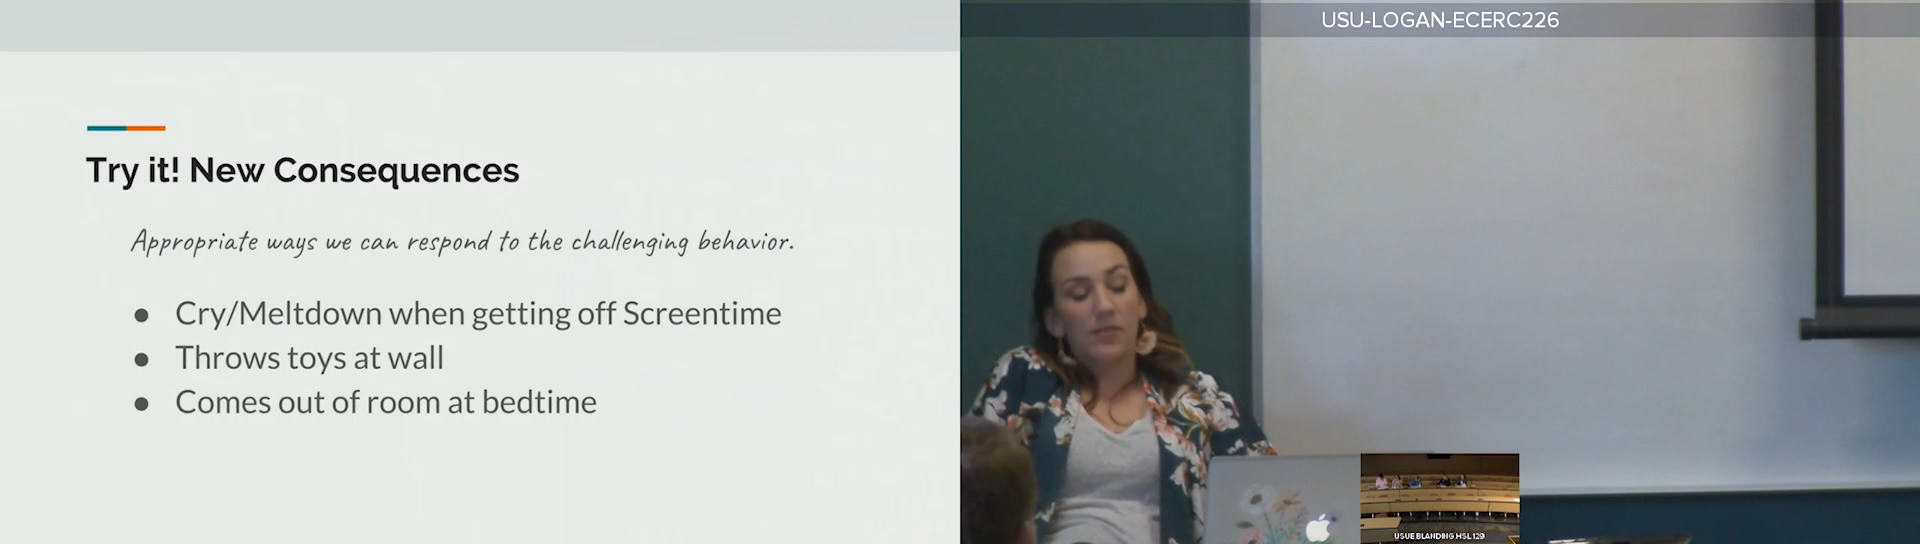 Try it! New Consequences
Appropriate ways we can respond to the challenging behavior.
● Cry/Meltdown when getting off Screentime
● Throws toys at wall
● Comes out of room at bedtime
USU-LOGAN-ECERC226
USUE BLANDING HSL 129